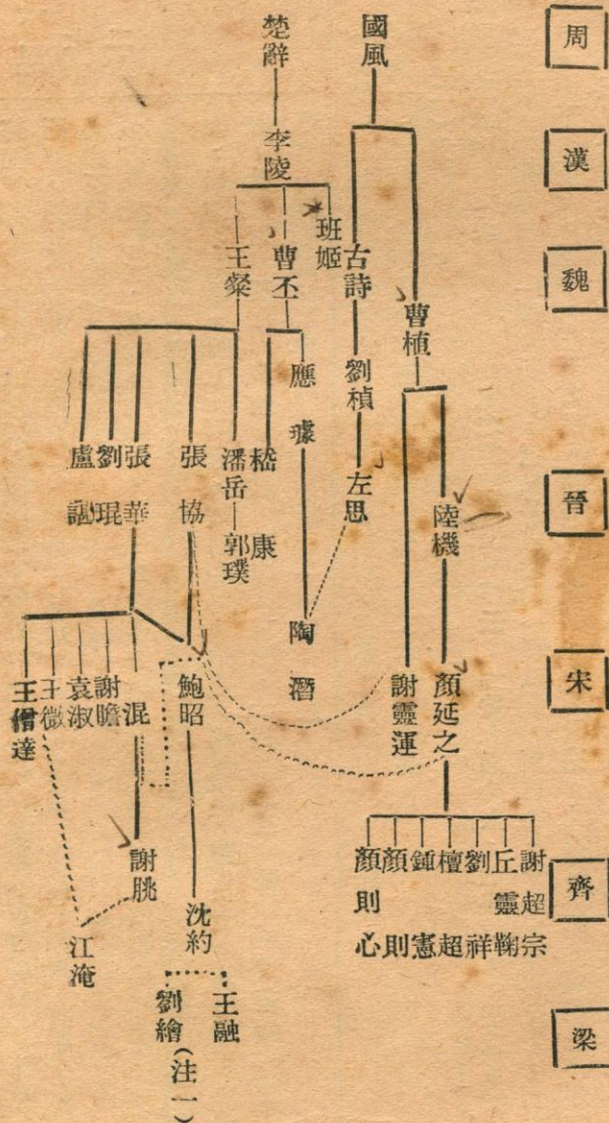 周
漢
魏
晉
宋
齊
梁
國風
曹植
陸機
顏延之
謝超宗
丘靈鞠
劉祥
檀超
鍾憲
顏則
顏則心
謝靈運
古詩
劉楨
左思
楚辭
李陵
班姬
曹丕
應璩
陶潛
嵇康
王粲
潘岳
郭璞
張協
鮑昭
沈約
王融
劉繪(注一)
張華
劉琨
盧諶
混
謝瞻
袁淑
王微
王僧達
謝朓
江淹